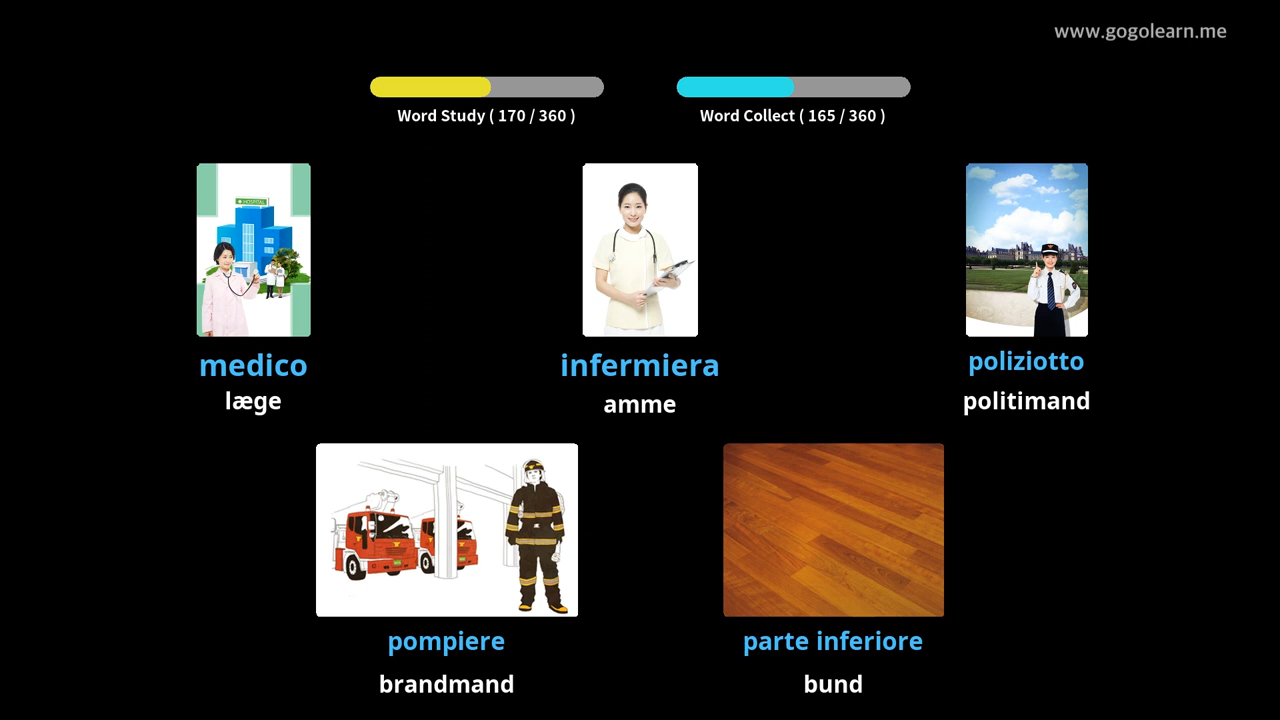 www.gogolearn.me
Word Study ( 170 / 360 )
Word Collect ( 165 / 360 )
HOSPITAL
medico
læge
infermiera
amme
poliziotto
politimand
pompiere
brandmand
parte inferiore
bund